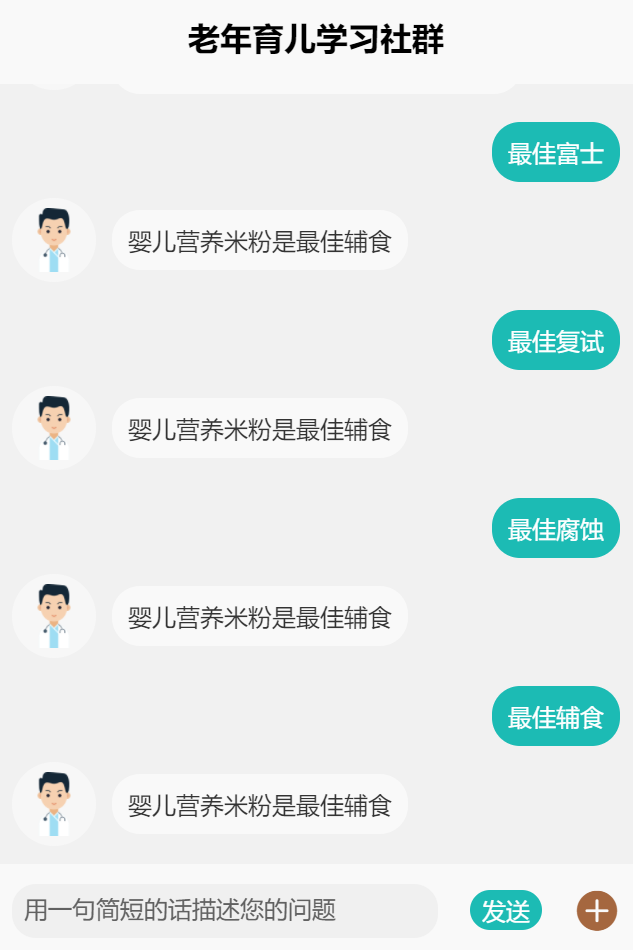 老年育儿学习社群
最佳富士
婴儿营养米粉是最佳辅食
最佳复试
婴儿营养米粉是最佳辅食
最佳腐蚀
婴儿营养米粉是最佳辅食
最佳辅食
婴儿营养米粉是最佳辅食
用一句简短的话描述您的问题
发送